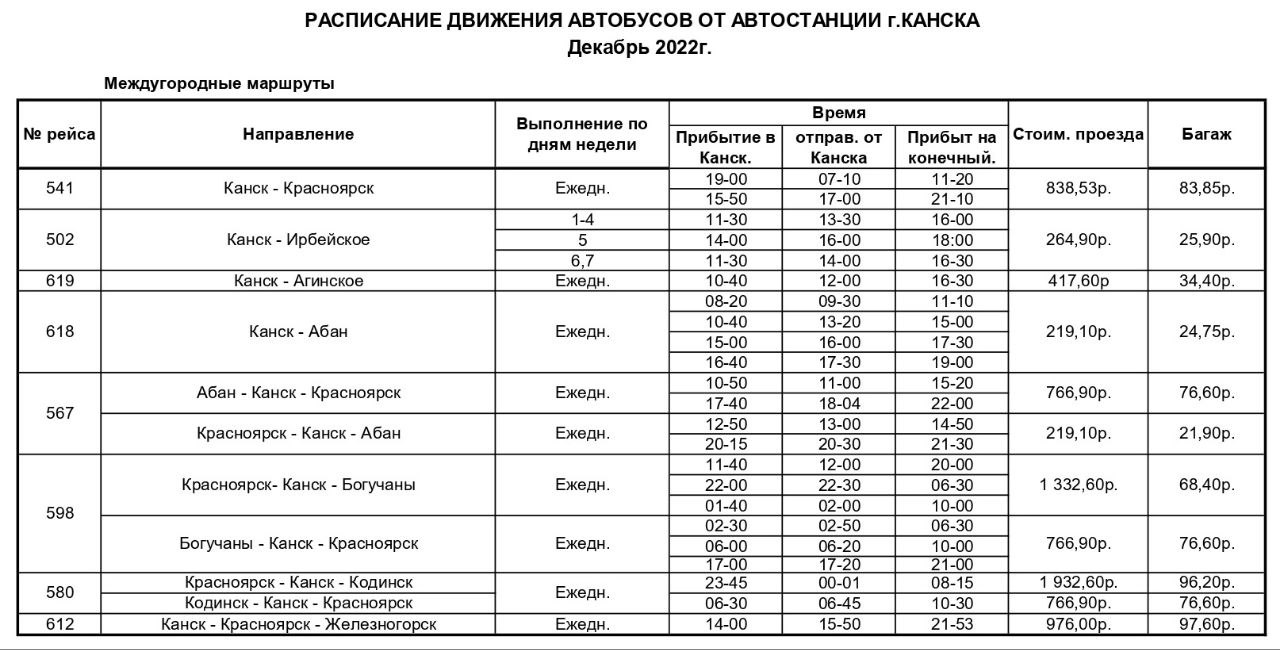 РАСПИСАНИЕ ДВИЖЕНИЯ АВТОБУСОВ ОТ АВТОСТАНЦИИ г.КАНСКА
Декабрь 2022г.
Междугородные маршруты
№ рейса Направление Выполнение по дням недели Время Стоим. проезда Багаж
Прибытие в Канск. отправ. от Канска Прибыт на конечный.
541 Канск - Красноярск Ежедн. 19-00 07-10 11-20 838,53р. 83,85р.
15-50 17-00 21-10
502 Канск - Ирбейское 1-4 11-30 13-30 16-00 264,90р. 25,90р.
5 14-00 16-00 18:00
6,7 11-30 14-00 16-30
619 Канск - Агинское Ежедн. 10-40 12-00 16-30 417,60р 34,40р.
618 Канск - Абан Ежедн. 08-20 09-30 11-10 219,10р. 24,75р.
10-40 13-20 15-00
15-00 16-00 17-30
16-40 17-30 19-00
567 Абан - Канск - Красноярск Ежедн. 10-50 11-00 15-20 766,90р. 76,60р.
17-40 18-04 22-00
Красноярск - Канск - Абан Ежедн. 12-50 13-00 14-50 219,10р. 21,90р.
20-15 20-30 21-30
598 Красноярск- Канск - Богучаны Ежедн. 11-40 12-00 20-00 1 332,60р. 68,40р.
22-00 22-30 06-30
01-40 02-00 10-00
Богучаны - Канск - Красноярск Ежедн. 02-30 02-50 06-30 766,90р. 76,60р.
06-00 06-20 10-00
17-00 17-20 21-00
580 Красноярск - Канск - Кодинск Ежедн. 23-45 00-01 08-15 1 932,60р. 96,20р.
Кодинск - Канск - Красноярск 06-30 06-45 10-30 766,90р. 76,60р.
612 Канск - Красноярск - Железногорск Ежедн. 14-00 15-50 21-53 976,00р. 97,60р.